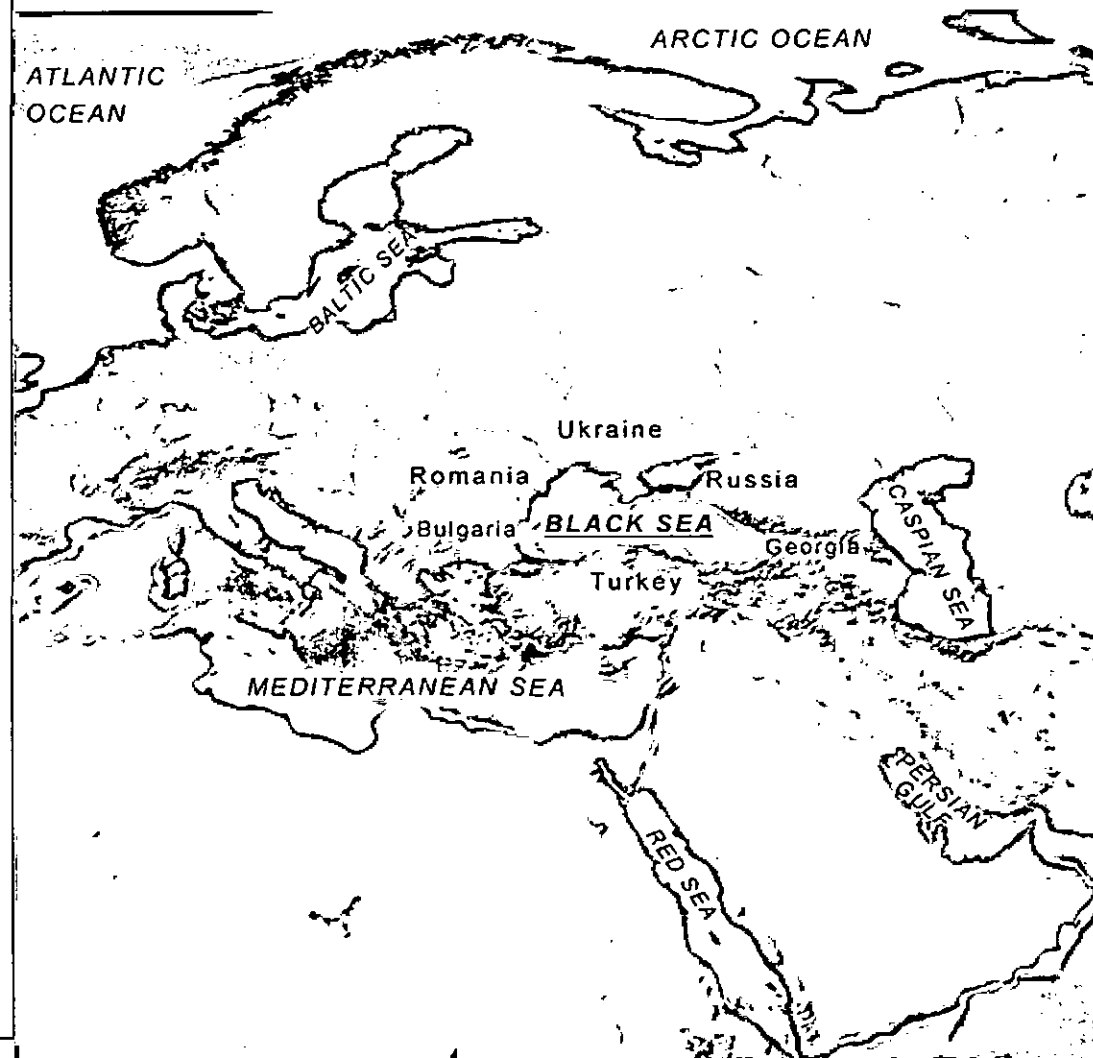 ARCTIC OCEAN
ATLANTIC
OCEAN
BALTIC SEA
Ukraine
Romania
Russia
CASPIAN SEA
Bulgaria
BLACK SEA
Georgia
Turkey
MEDITERRANEAN SEA
PERSIAN
GULF
RED SEA